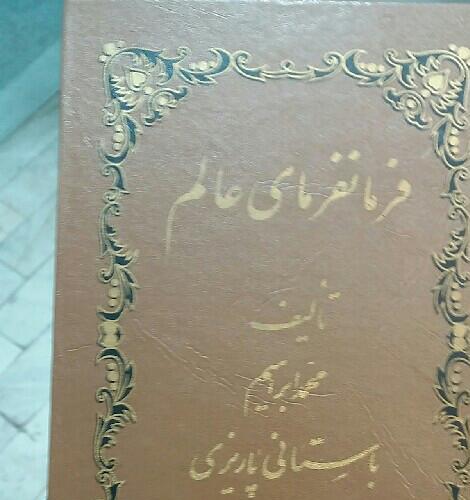 فرمانفرمای عالم
تألیف
محمد ابراهیم
باستانی پاریزی